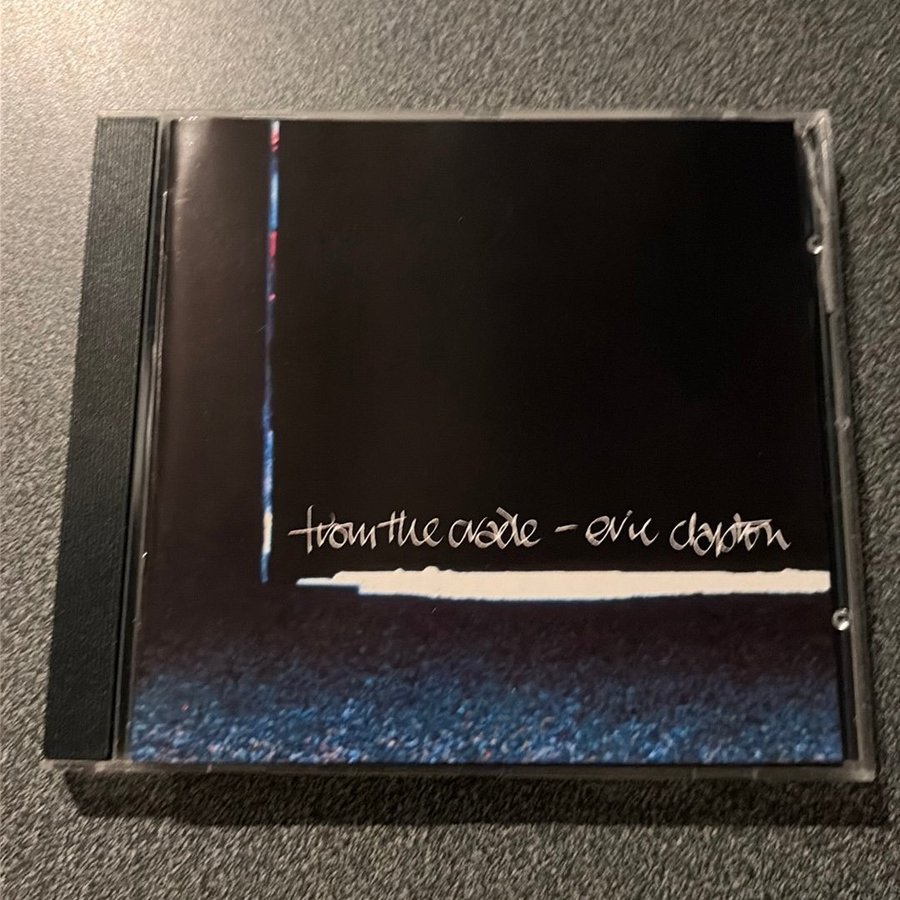 from the cradle - eric clapton